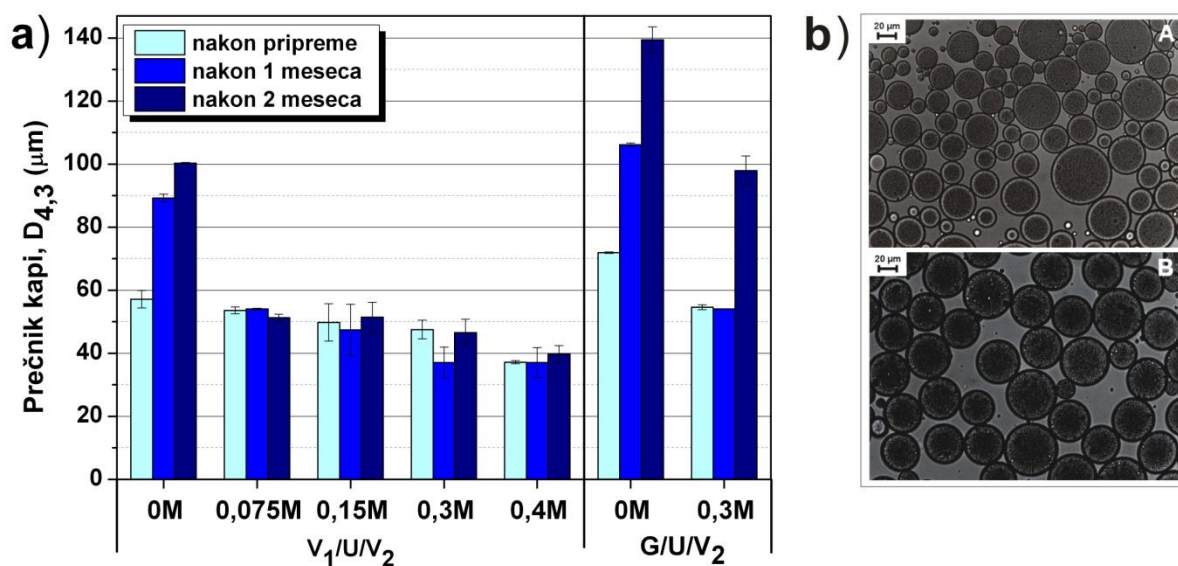 a)
nakon pripreme
nakon 1 meseca
nakon 2 meseca
Prečnik kapi, D4,3 (µm)
140
120
100
80
60
40
20
0
0M 0,075M 0,15M 0,3M 0,4M 0M 0,3M
V1/U/V2 G/U/V2
b)
20 µm A
20 µm B